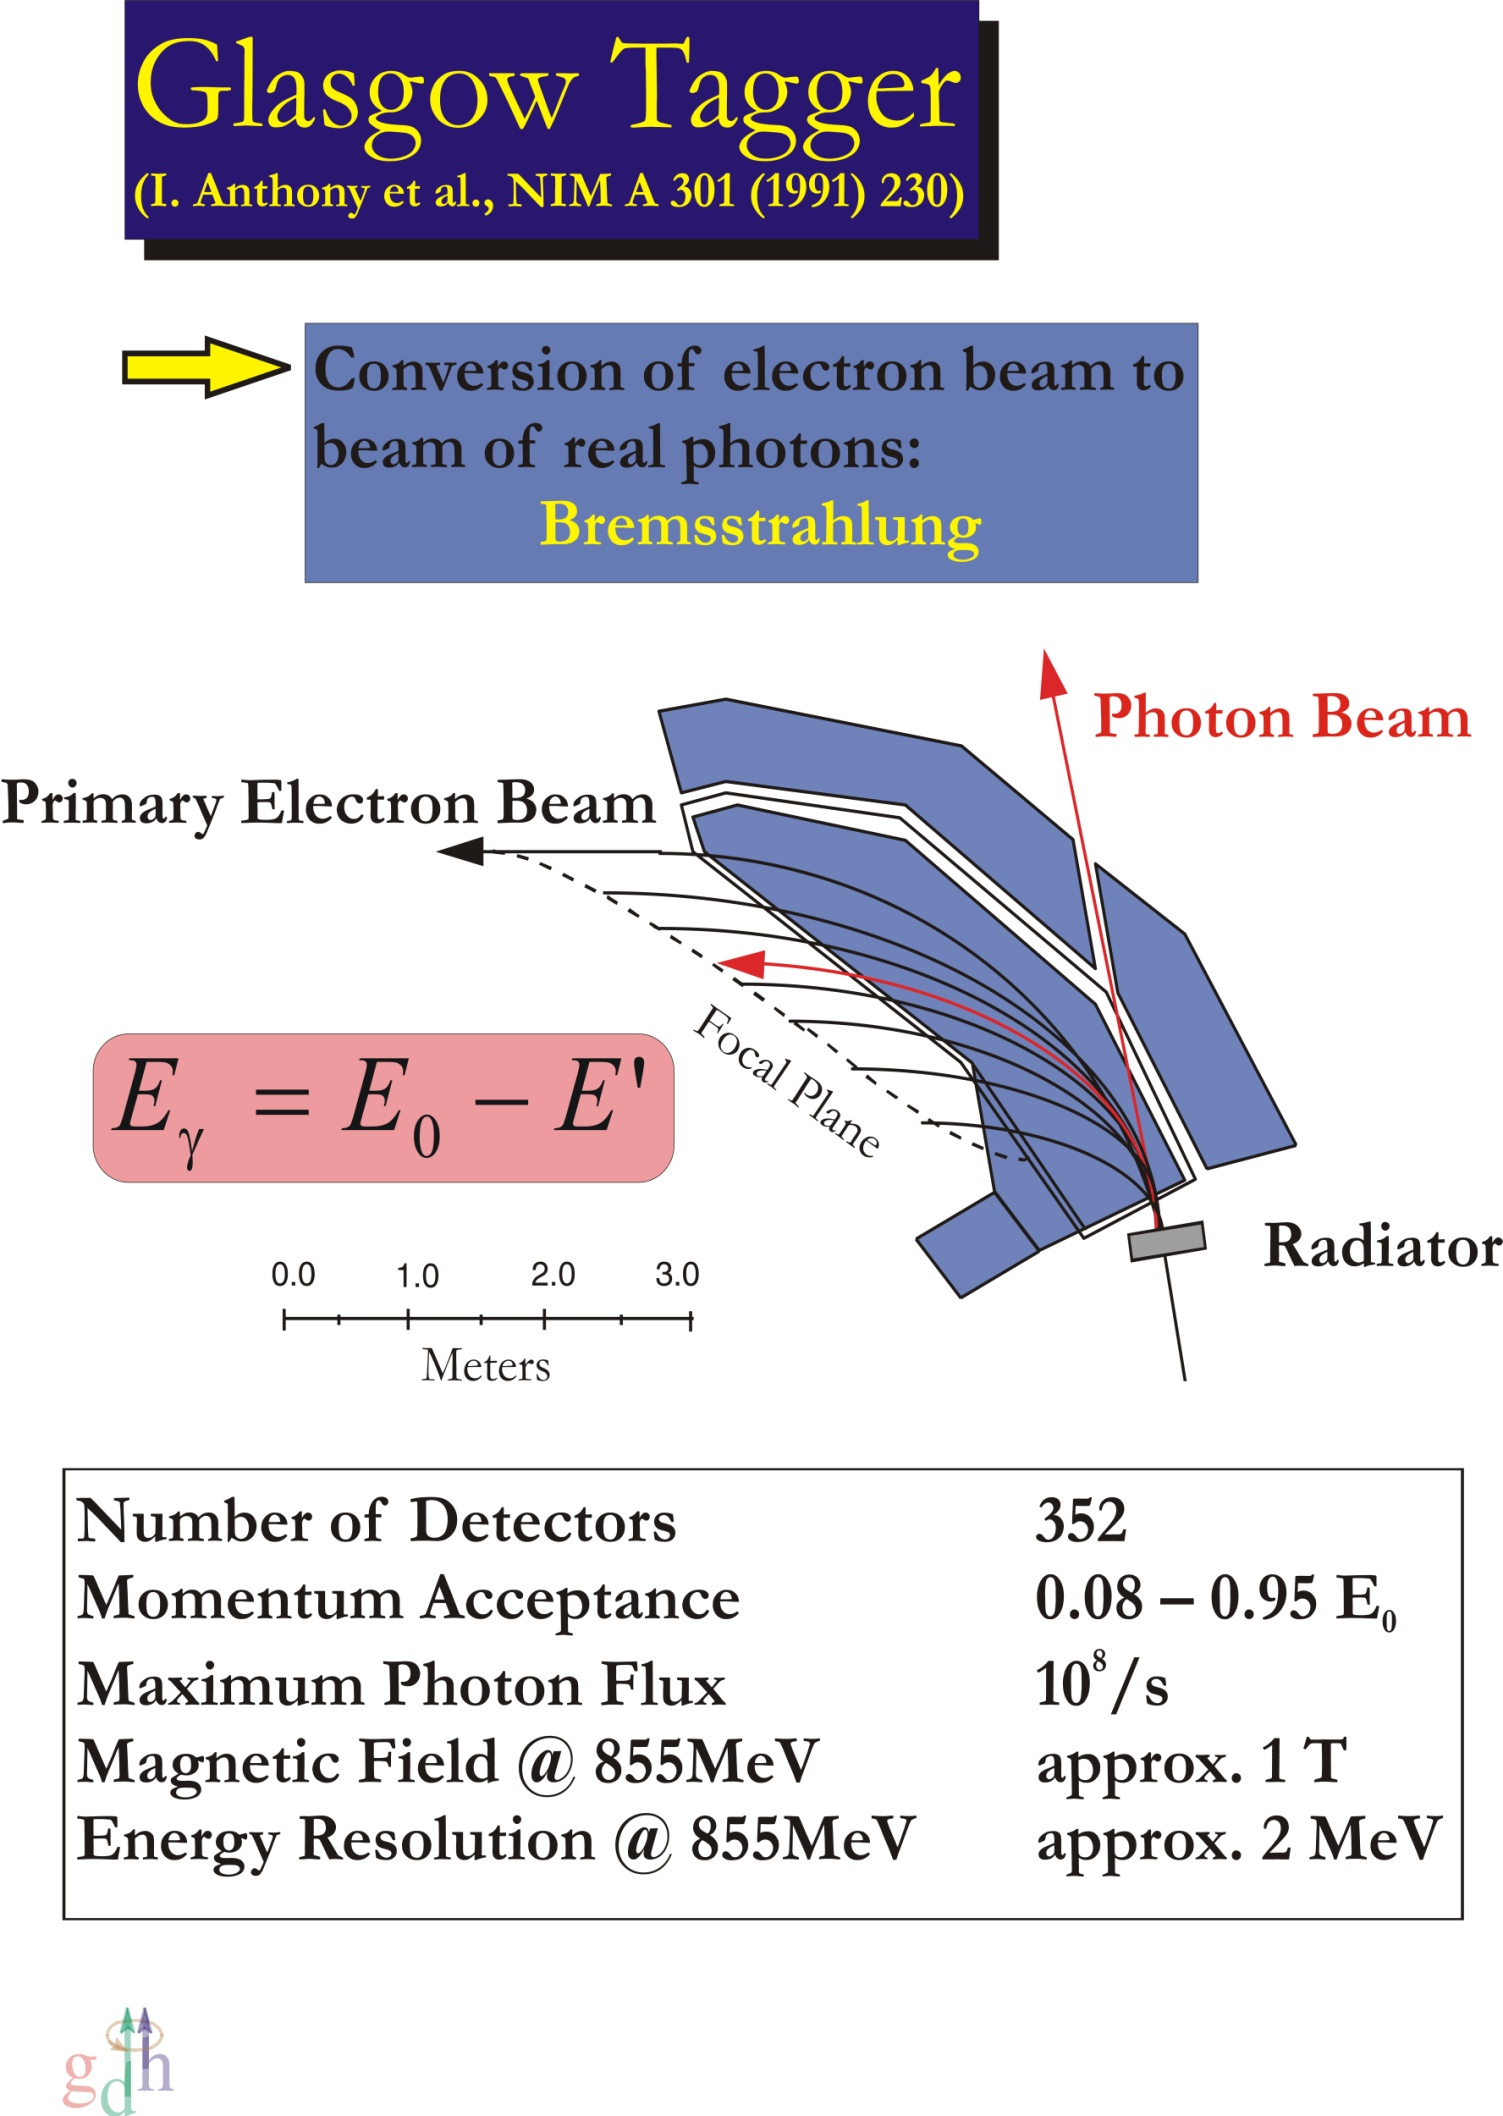 Glasgow Tagger
(I. Anthony et al., NIM A 301 (1991) 230)
Conversion of electron beam to
beam of real photons:
Bremsstrahlung
Photon Beam
Primary Electron Beam
Focal Plane
Eγ = E0 − E'
Radiator
0.0 1.0 2.0 3.0
Meters
Number of Detectors 352
Momentum Acceptance 0.08 – 0.95 E0
Maximum Photon Flux 10⁸/s
Magnetic Field @ 855MeV approx. 1 T
Energy Resolution @ 855MeV approx. 2 MeV
gdh